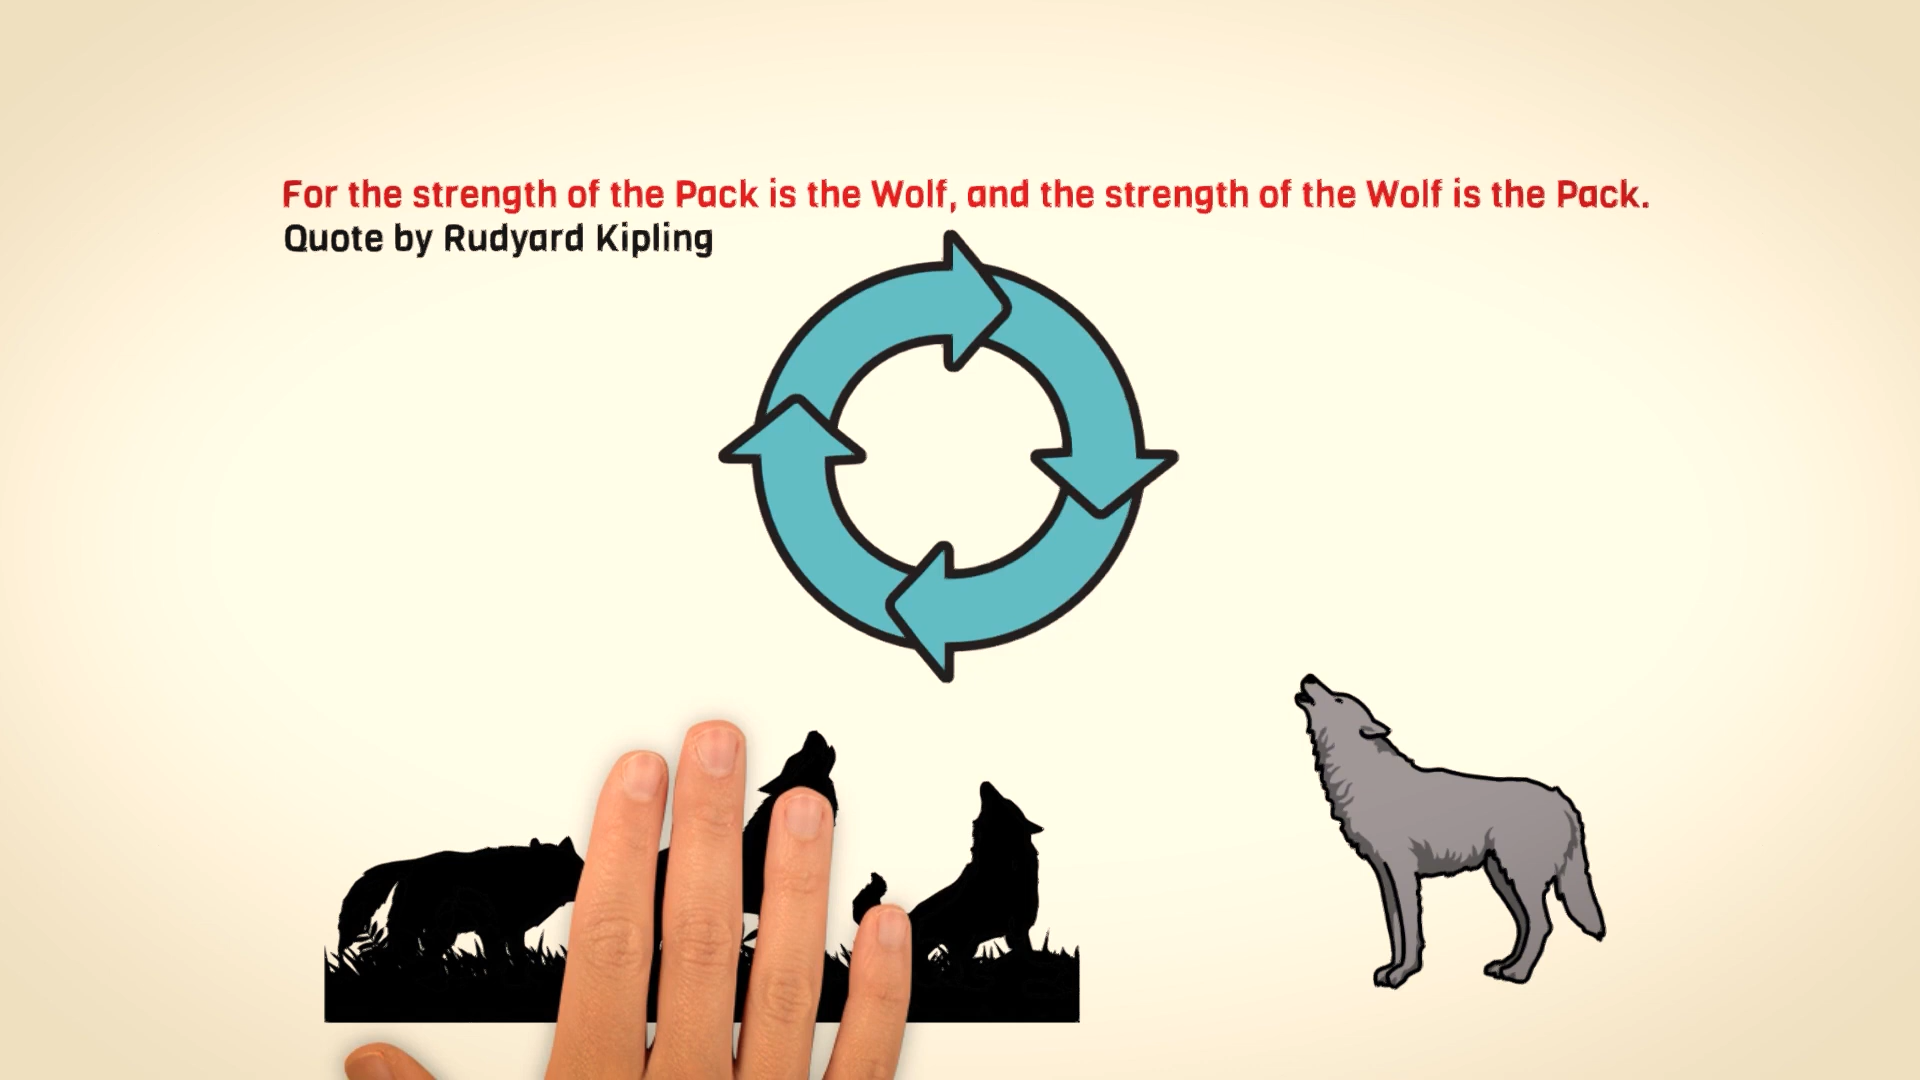 For the strength of the Pack is the Wolf, and the strength of the Wolf is the Pack.
Quote by Rudyard Kipling